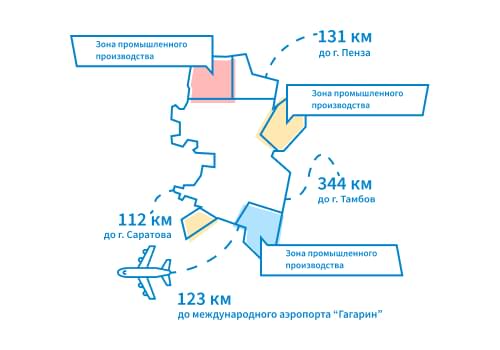 Зона промышленного
производства
131 км
до г. Пенза
Зона промышленного
производства
344 км
до г. Тамбов
112 км
до г. Саратова
Зона промышленного
производства
123 км
до международного аэропорта “Гагарин”